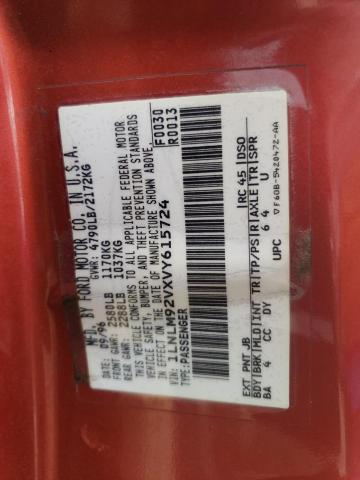 MFD. BY FORD MOTOR CO. IN U.S.A.
DATE: 09/96 GVWR: 4790LB/2172KG
FRONT GAWR: 2580LB 1170KG
REAR GAWR: 2288LB 1037KG
THIS VEHICLE CONFORMS TO ALL APPLICABLE FEDERAL MOTOR
VEHICLE SAFETY, BUMPER, AND THEFT PREVENTION STANDARDS
IN EFFECT ON THE DATE OF MANUFACTURE SHOWN ABOVE.
VIN: 1LNLM92VXVY615724 F0030
TYPE: PASSENGER R0013
EXT PNT JB RC 45 DSO
BDY BRK MLD INT TR TP/PS R AXLE TR SPR
BA 4 CC DY 6 4 U
UPC
F60B-5420472-AA